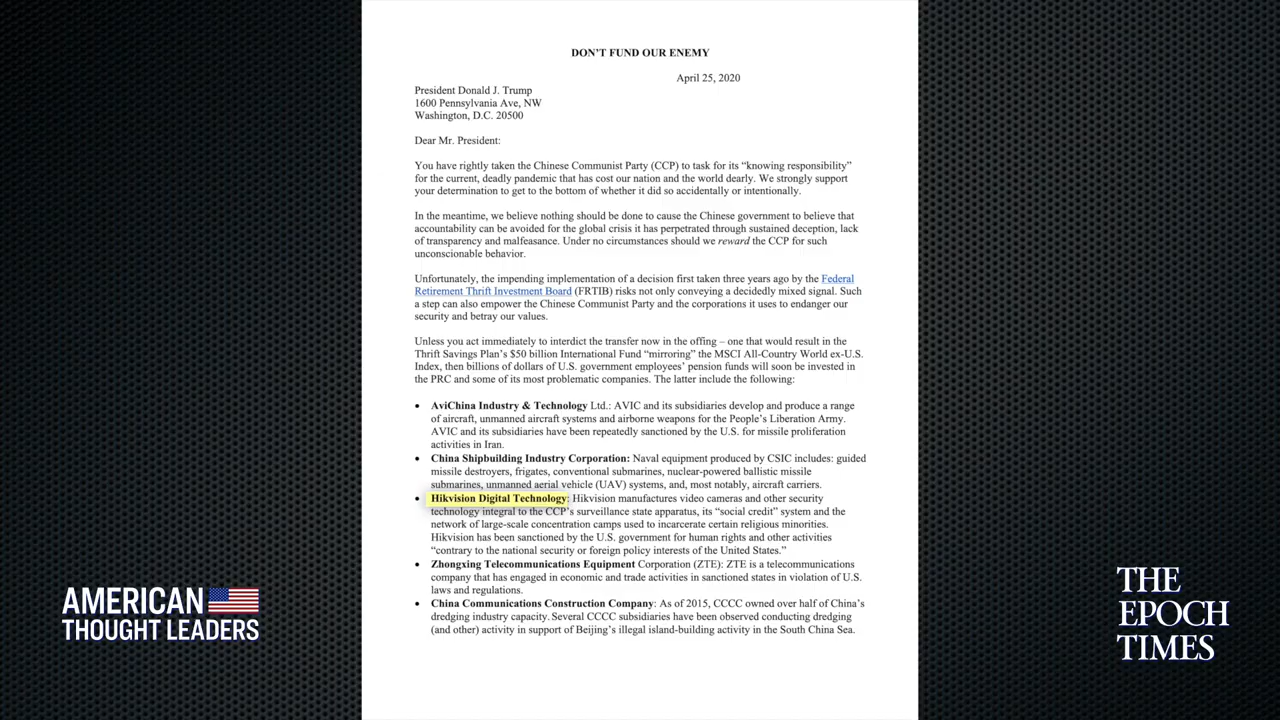 DON'T FUND OUR ENEMY
April 25, 2020
President Donald J. Trump
1600 Pennsylvania Ave, NW
Washington, D.C. 20500
Dear Mr. President:
You have rightly taken the Chinese Communist Party (CCP) to task for its “knowing responsibility”
for the current, deadly pandemic that has cost our nation and the world dearly. We strongly support
your determination to get to the bottom of whether it did so accidentally or intentionally.
In the meantime, we believe nothing should be done to cause the Chinese government to believe that
accountability can be avoided for the global crisis it has perpetrated through sustained deception, lack
of transparency and malfeasance. Under no circumstances should we reward the CCP for such
unconscionable behavior.
Unfortunately, the impending implementation of a decision first taken three years ago by the Federal
Retirement Thrift Investment Board (FRTIB) risks not only conveying a decidedly mixed signal. Such
a step can also empower the Chinese Communist Party and the corporations it uses to endanger our
security and betray our values.
Unless you act immediately to interdict the transfer now in the offing – one that would result in the
Thrift Savings Plan's $50 billion International Fund “mirroring” the MSCI All-Country World ex-U.S.
Index, then billions of dollars of U.S. government employees' pension funds will soon be invested in
the PRC and some of its most problematic companies. The latter include the following:
• AviChina Industry & Technology Ltd.: AVIC and its subsidiaries develop and produce a range
of aircraft, unmanned aircraft systems and airborne weapons for the People's Liberation Army.
AVIC and its subsidiaries have been repeatedly sanctioned by the U.S. for missile proliferation
activities in Iran.
• China Shipbuilding Industry Corporation: Naval equipment produced by CSIC includes: guided
missile destroyers, frigates, conventional submarines, nuclear-powered ballistic missile
submarines, unmanned aerial vehicle (UAV) systems, and, most notably, aircraft carriers.
• Hikvision Digital Technology: Hikvision manufactures video cameras and other security
technology integral to the CCP's surveillance state apparatus, its “social credit” system and the
network of large-scale concentration camps used to incarcerate certain religious minorities.
Hikvision has been sanctioned by the U.S. government for human rights and other activities
“contrary to the national security or foreign policy interests of the United States.”
• Zhongxing Telecommunications Equipment Corporation (ZTE): ZTE is a telecommunications
company that has engaged in economic and trade activities in sanctioned states in violation of U.S.
laws and regulations.
• China Communications Construction Company: As of 2015, CCCC owned over half of China's
dredging industry capacity. Several CCCC subsidiaries have been observed conducting dredging
(and other) activity in support of Beijing's illegal island-building activity in the South China Sea.
AMERICAN
THOUGHT LEADERS
THE
EPOCH
TIMES